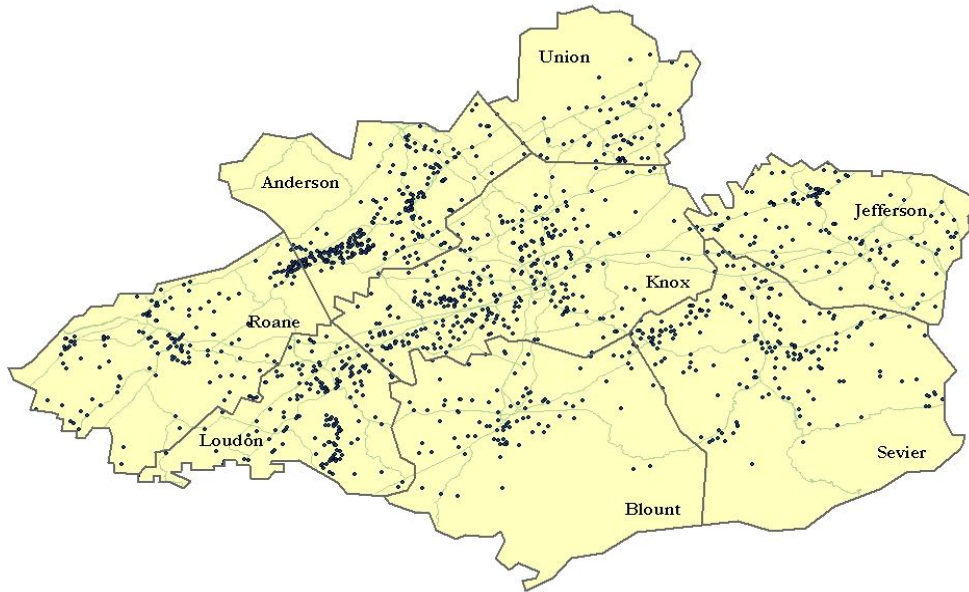 Union
Anderson
Jefferson
Knox
Roane
Loudon
Sevier
Blount